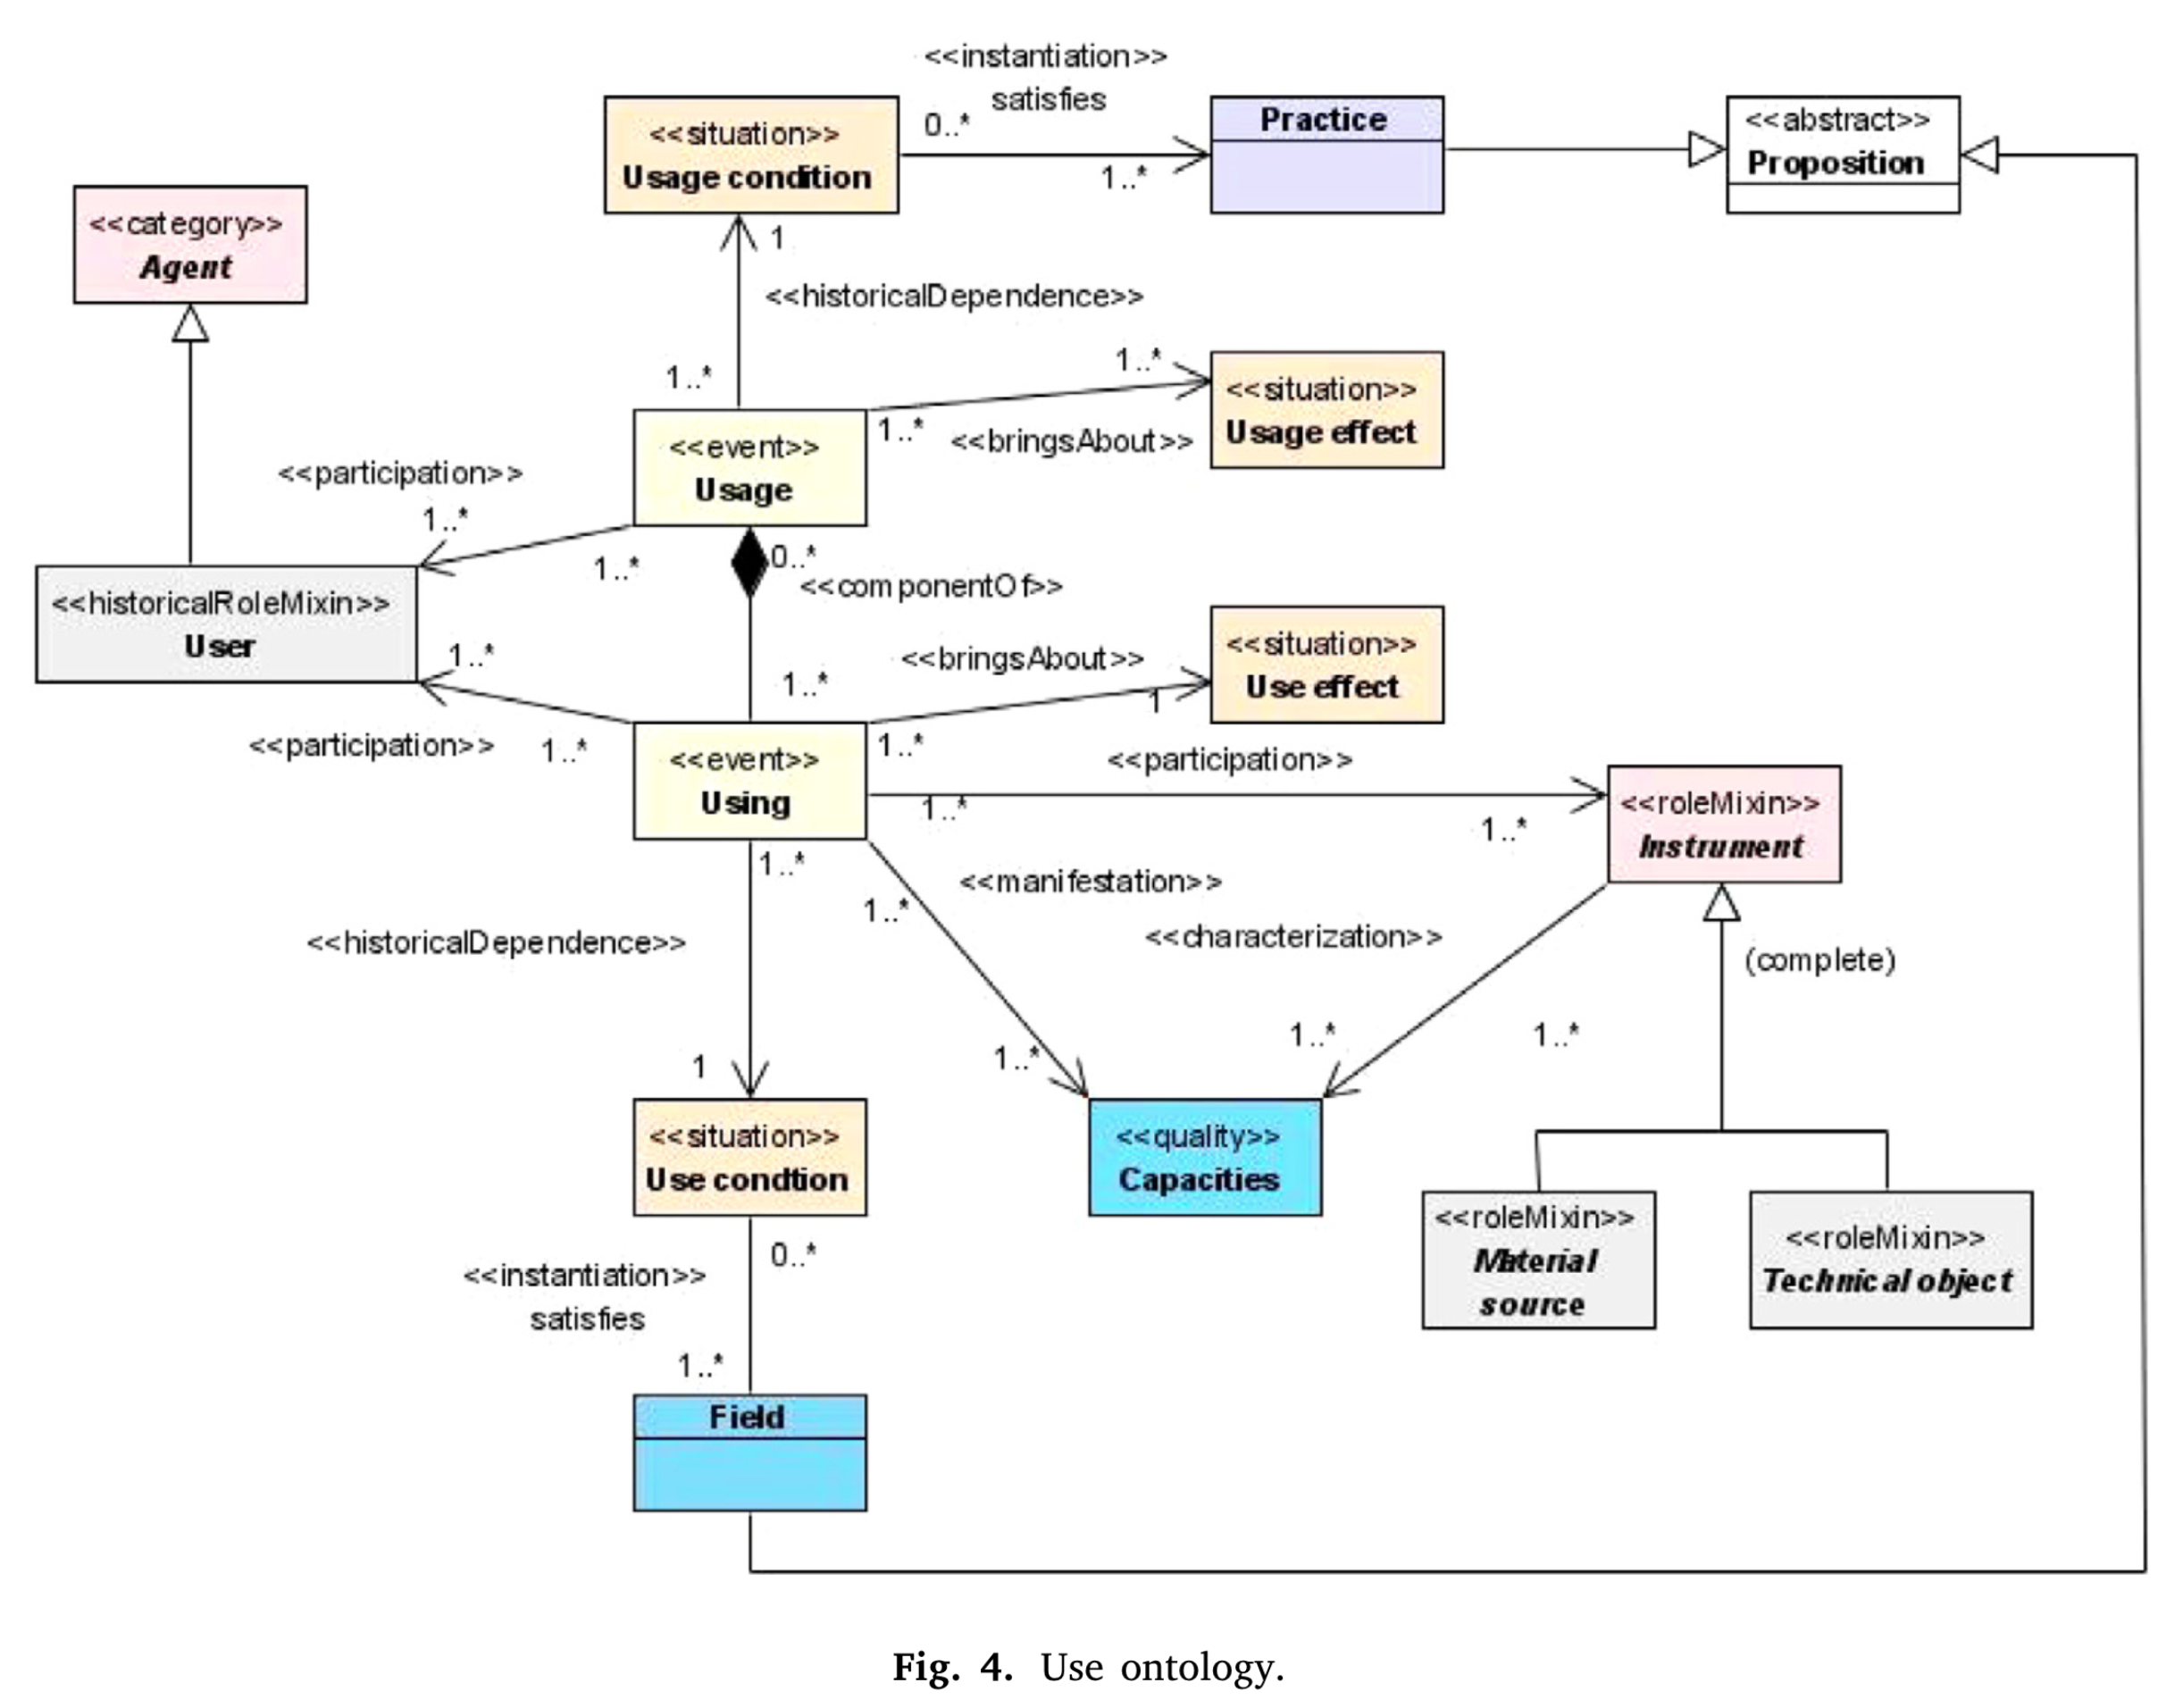 <<instantiation>>
satisfies
0..*
1..*
<<situation>>
Usage condition
Practice
<<abstract>>
Proposition
<<category>>
Agent
1
<<historicalDependence>>
1..*
1..*
<<situation>>
Usage effect
1..*
<<bringsAbout>>
<<event>>
Usage
<<participation>>
1..*
1..*
0..*
<<componentOf>>
<<historicalRoleMixin>>
User
1..*
<<bringsAbout>>
1..*
1
<<situation>>
Use effect
<<participation>>
1..*
<<event>>
Using
1..*
<<participation>>
1..*
1..*
<<roleMixin>>
Instrument
1..*
1..*
<<manifestation>>
<<historicalDependence>>
<<characterization>>
(complete)
1
1..*
1..*
1..*
<<situation>>
Use condtion
<<quality>>
Capacities
<<roleMixin>>
Material
source
<<roleMixin>>
Technical object
0..*
<<instantiation>>
satisfies
1..*
Field
Fig. 4. Use ontology.